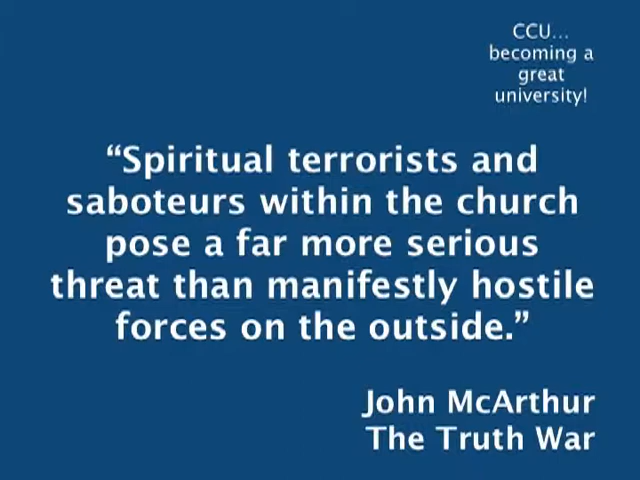 CCU...
becoming a
great
university!
“Spiritual terrorists and
saboteurs within the church
pose a far more serious
threat than manifestly hostile
forces on the outside.”
John McArthur
The Truth War